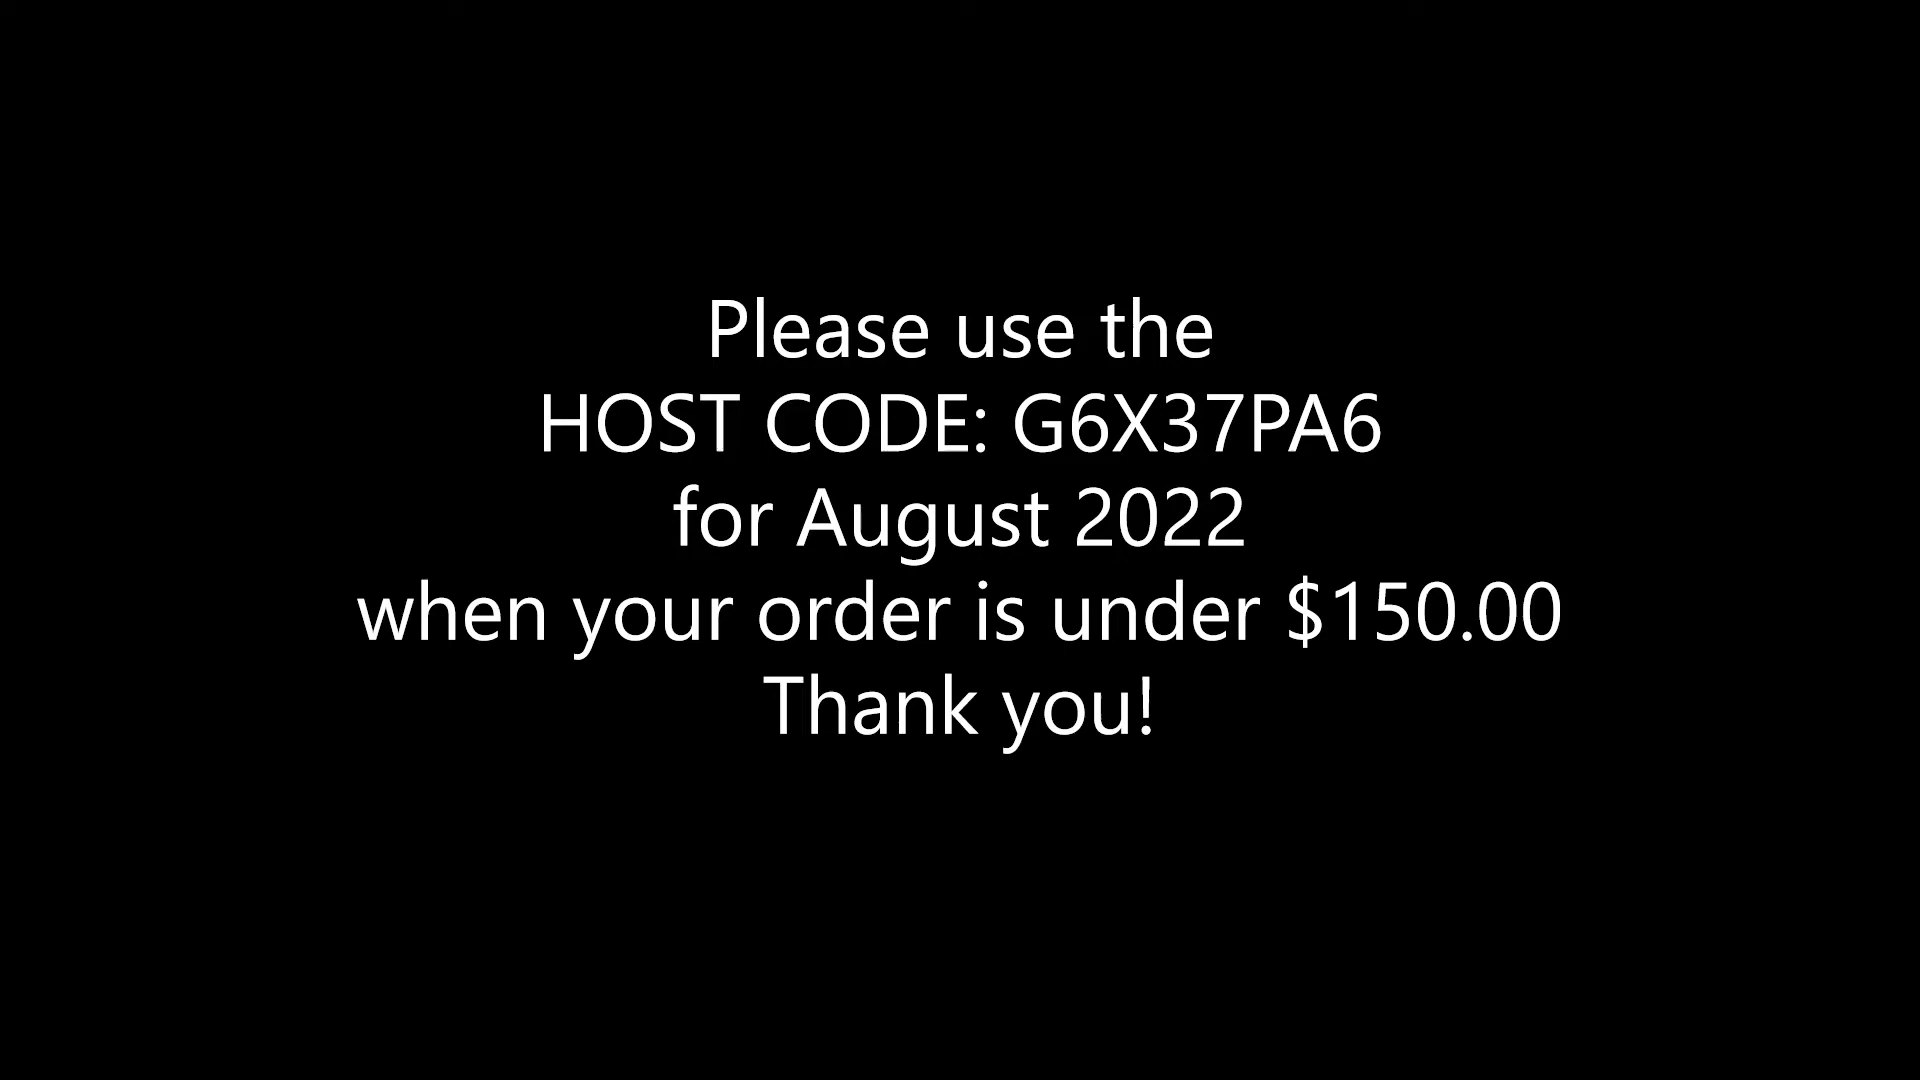 Please use the
HOST CODE: G6X37PA6
for August 2022
when your order is under $150.00
Thank you!